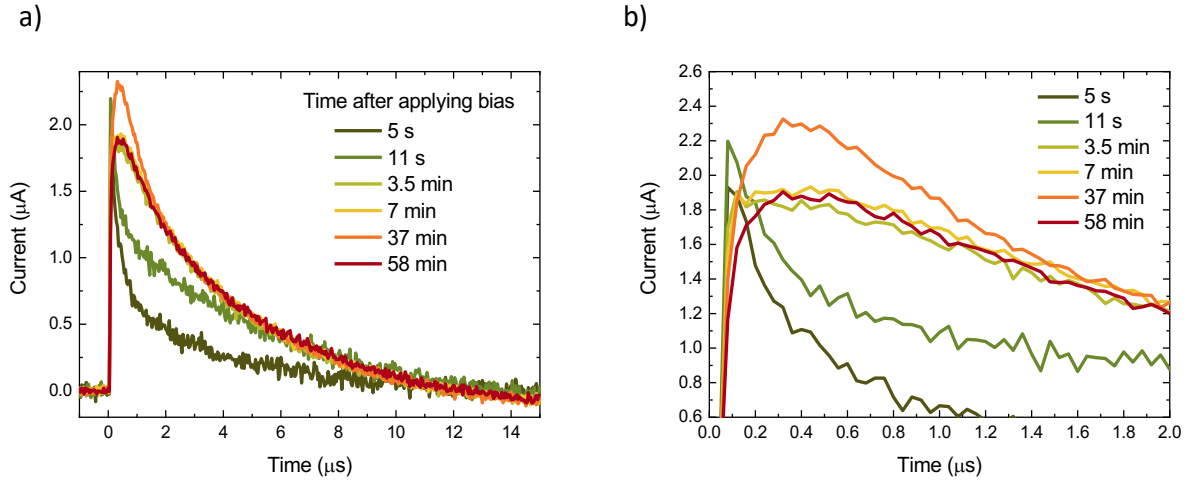 a)
Current (μA)
2.0
1.5
1.0
0.5
0.0
Time after applying bias
5 s
11 s
3.5 min
7 min
37 min
58 min
0 2 4 6 8 10 12 14
Time (μs)
b)
Current (μA)
2.6
2.4
2.2
2.0
1.8
1.6
1.4
1.2
1.0
0.8
0.6
5 s
11 s
3.5 min
7 min
37 min
58 min
0.0 0.2 0.4 0.6 0.8 1.0 1.2 1.4 1.6 1.8 2.0
Time (μs)